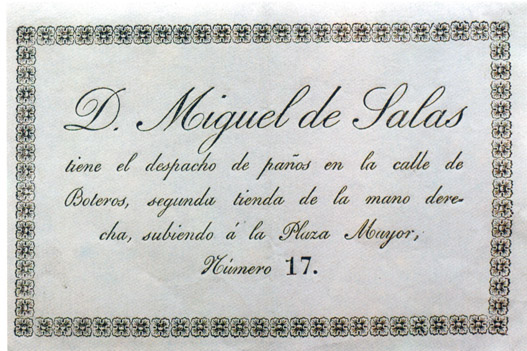 D. Miguel de Salas
tiene el despacho de paños en la calle de
Boteros, segunda tienda de la mano dere-
cha, subiendo á la Plaza Mayor,
Número 17.